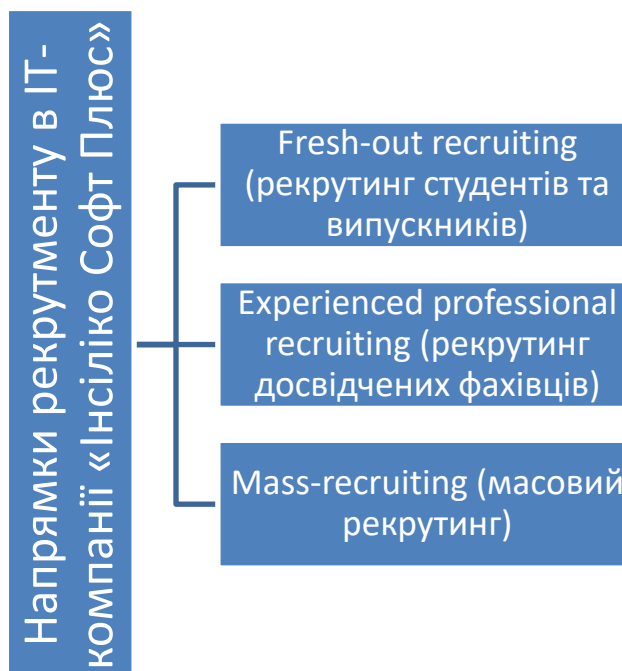 Напрямки рекрутменту в ІТ-
компанії «Інсіліко Софт Плюс»
Fresh-out recruiting
(рекрутинг студентів та
випускників)
Experienced professional
recruiting (рекрутинг
досвідчених фахівців)
Mass-recruiting (масовий
рекрутинг)